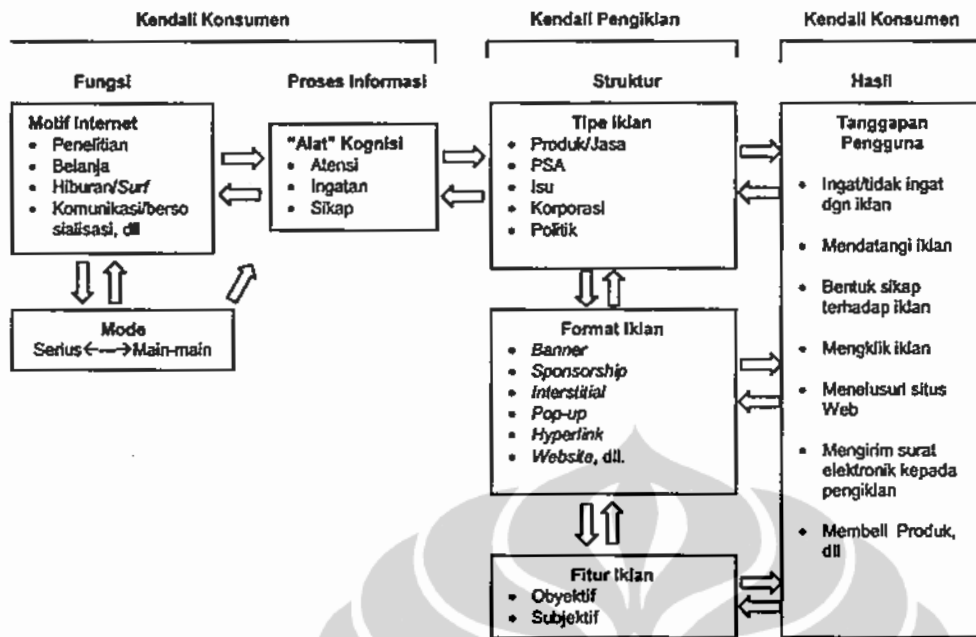 Kendali Konsumen
Kendali Pengiklan
Kendali Konsumen
Fungsi
Proses Informasi
Struktur
Hasil
Motif Internet
• Penelitian
• Belanja
• Hiburan/Surf
• Komunikasi/berso
sialisasi, dll
Mode
Serius<--->Main-main
"Alat" Kognisi
• Atensi
• Ingatan
• Sikap
Tipe Iklan
• Produk/Jasa
• PSA
• Isu
• Korporasi
• Politik
Format Iklan
• Banner
• Sponsorship
• Interstitial
• Pop-up
• Hyperlink
• Website, dll.
Fitur Iklan
• Obyektif
• Subjektif
Tanggapan
Pengguna
• Ingat/tidak ingat
dgn iklan
• Mendatangi iklan
• Bentuk sikap
terhadap iklan
• Mengklik iklan
• Menelusuri situs
Web
• Mengirim surat
elektronik kepada
pengiklan
• Membeli Produk,
dll